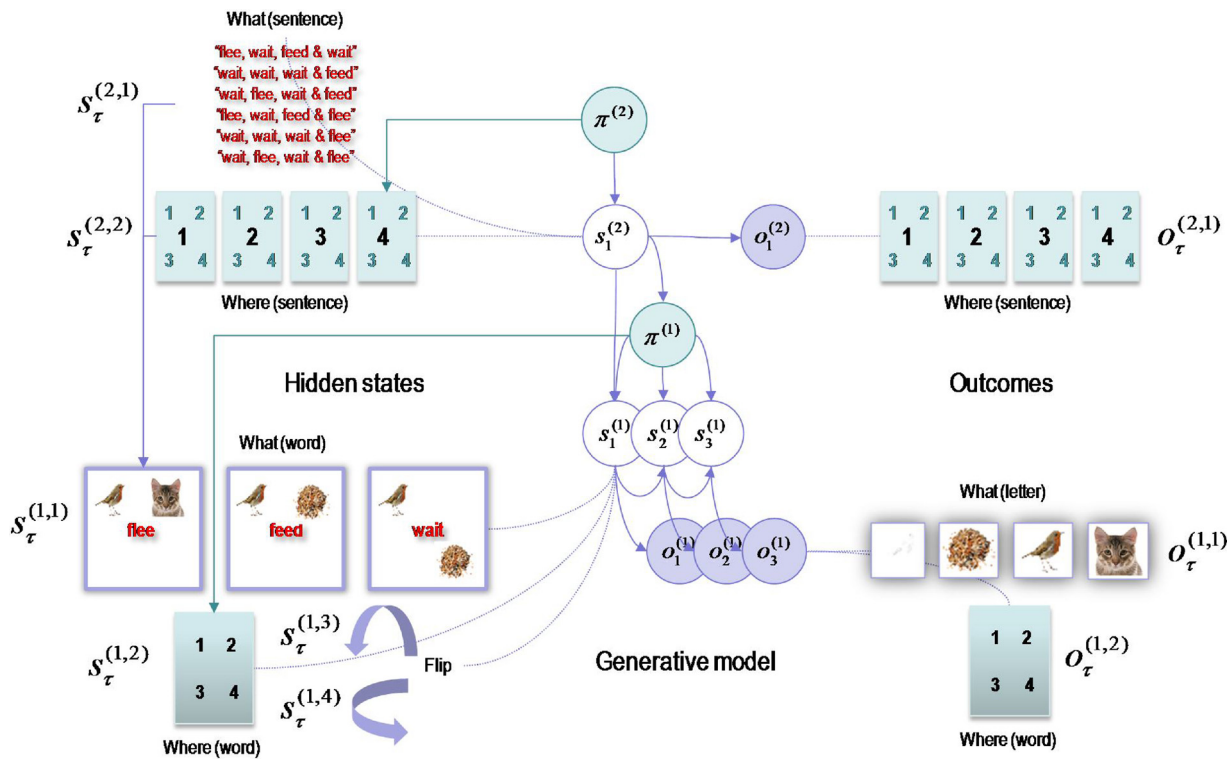 What (sentence)
"flee, wait, feed & wait"
"wait, wait, wait & feed"
"wait, flee, wait & feed"
"flee, wait, feed & flee"
"wait, wait, wait & flee"
"wait, flee, wait & flee"
S_τ^(2,1)
π^(2)
S_τ^(2,2)
1 2 1 3 4
1 2 2 3 4
1 2 3 3 4
1 2 4 3 4
s_1^(2)
o_1^(2)
1 2 1 3 4
1 2 2 3 4
1 2 3 3 4
1 2 4 3 4
O_τ^(2,1)
Where (sentence)
Where (sentence)
π^(1)
Hidden states
Outcomes
s_1^(1) s_2^(1) s_3^(1)
What (word)
What (letter)
S_τ^(1,1)
flee
feed
wait
o_1^(1) o_2^(1) o_3^(1)
O_τ^(1,1)
S_τ^(1,2)
1 2
3 4
S_τ^(1,3)
Flip
S_τ^(1,4)
Generative model
1 2
3 4
O_τ^(1,2)
Where (word)
Where (word)